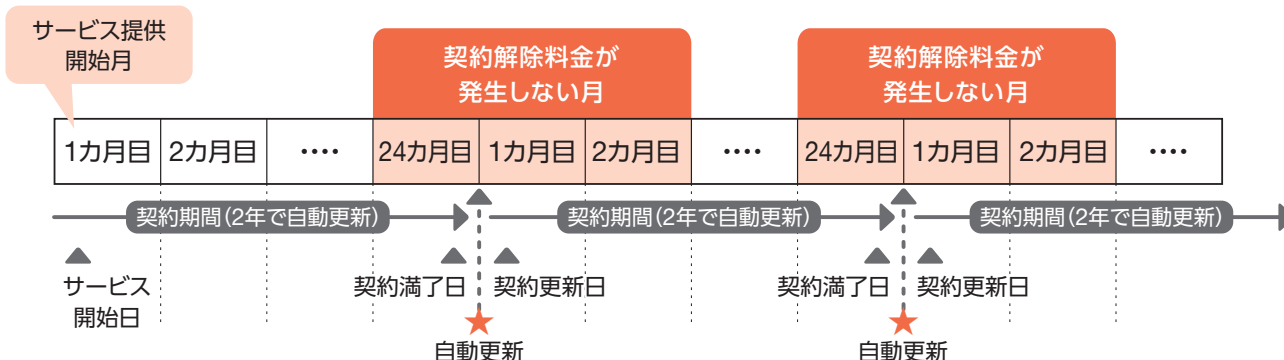 サービス提供
開始月
契約解除料金が
発生しない月
契約解除料金が
発生しない月
1カ月目 2カ月目 ···· 24カ月目 1カ月目 2カ月目 ···· 24カ月目 1カ月目 2カ月目 ····
契約期間(2年で自動更新) 契約期間(2年で自動更新) 契約期間(2年で自動更新)
サービス
開始日
契約満了日 契約更新日 契約満了日 契約更新日
自動更新 自動更新